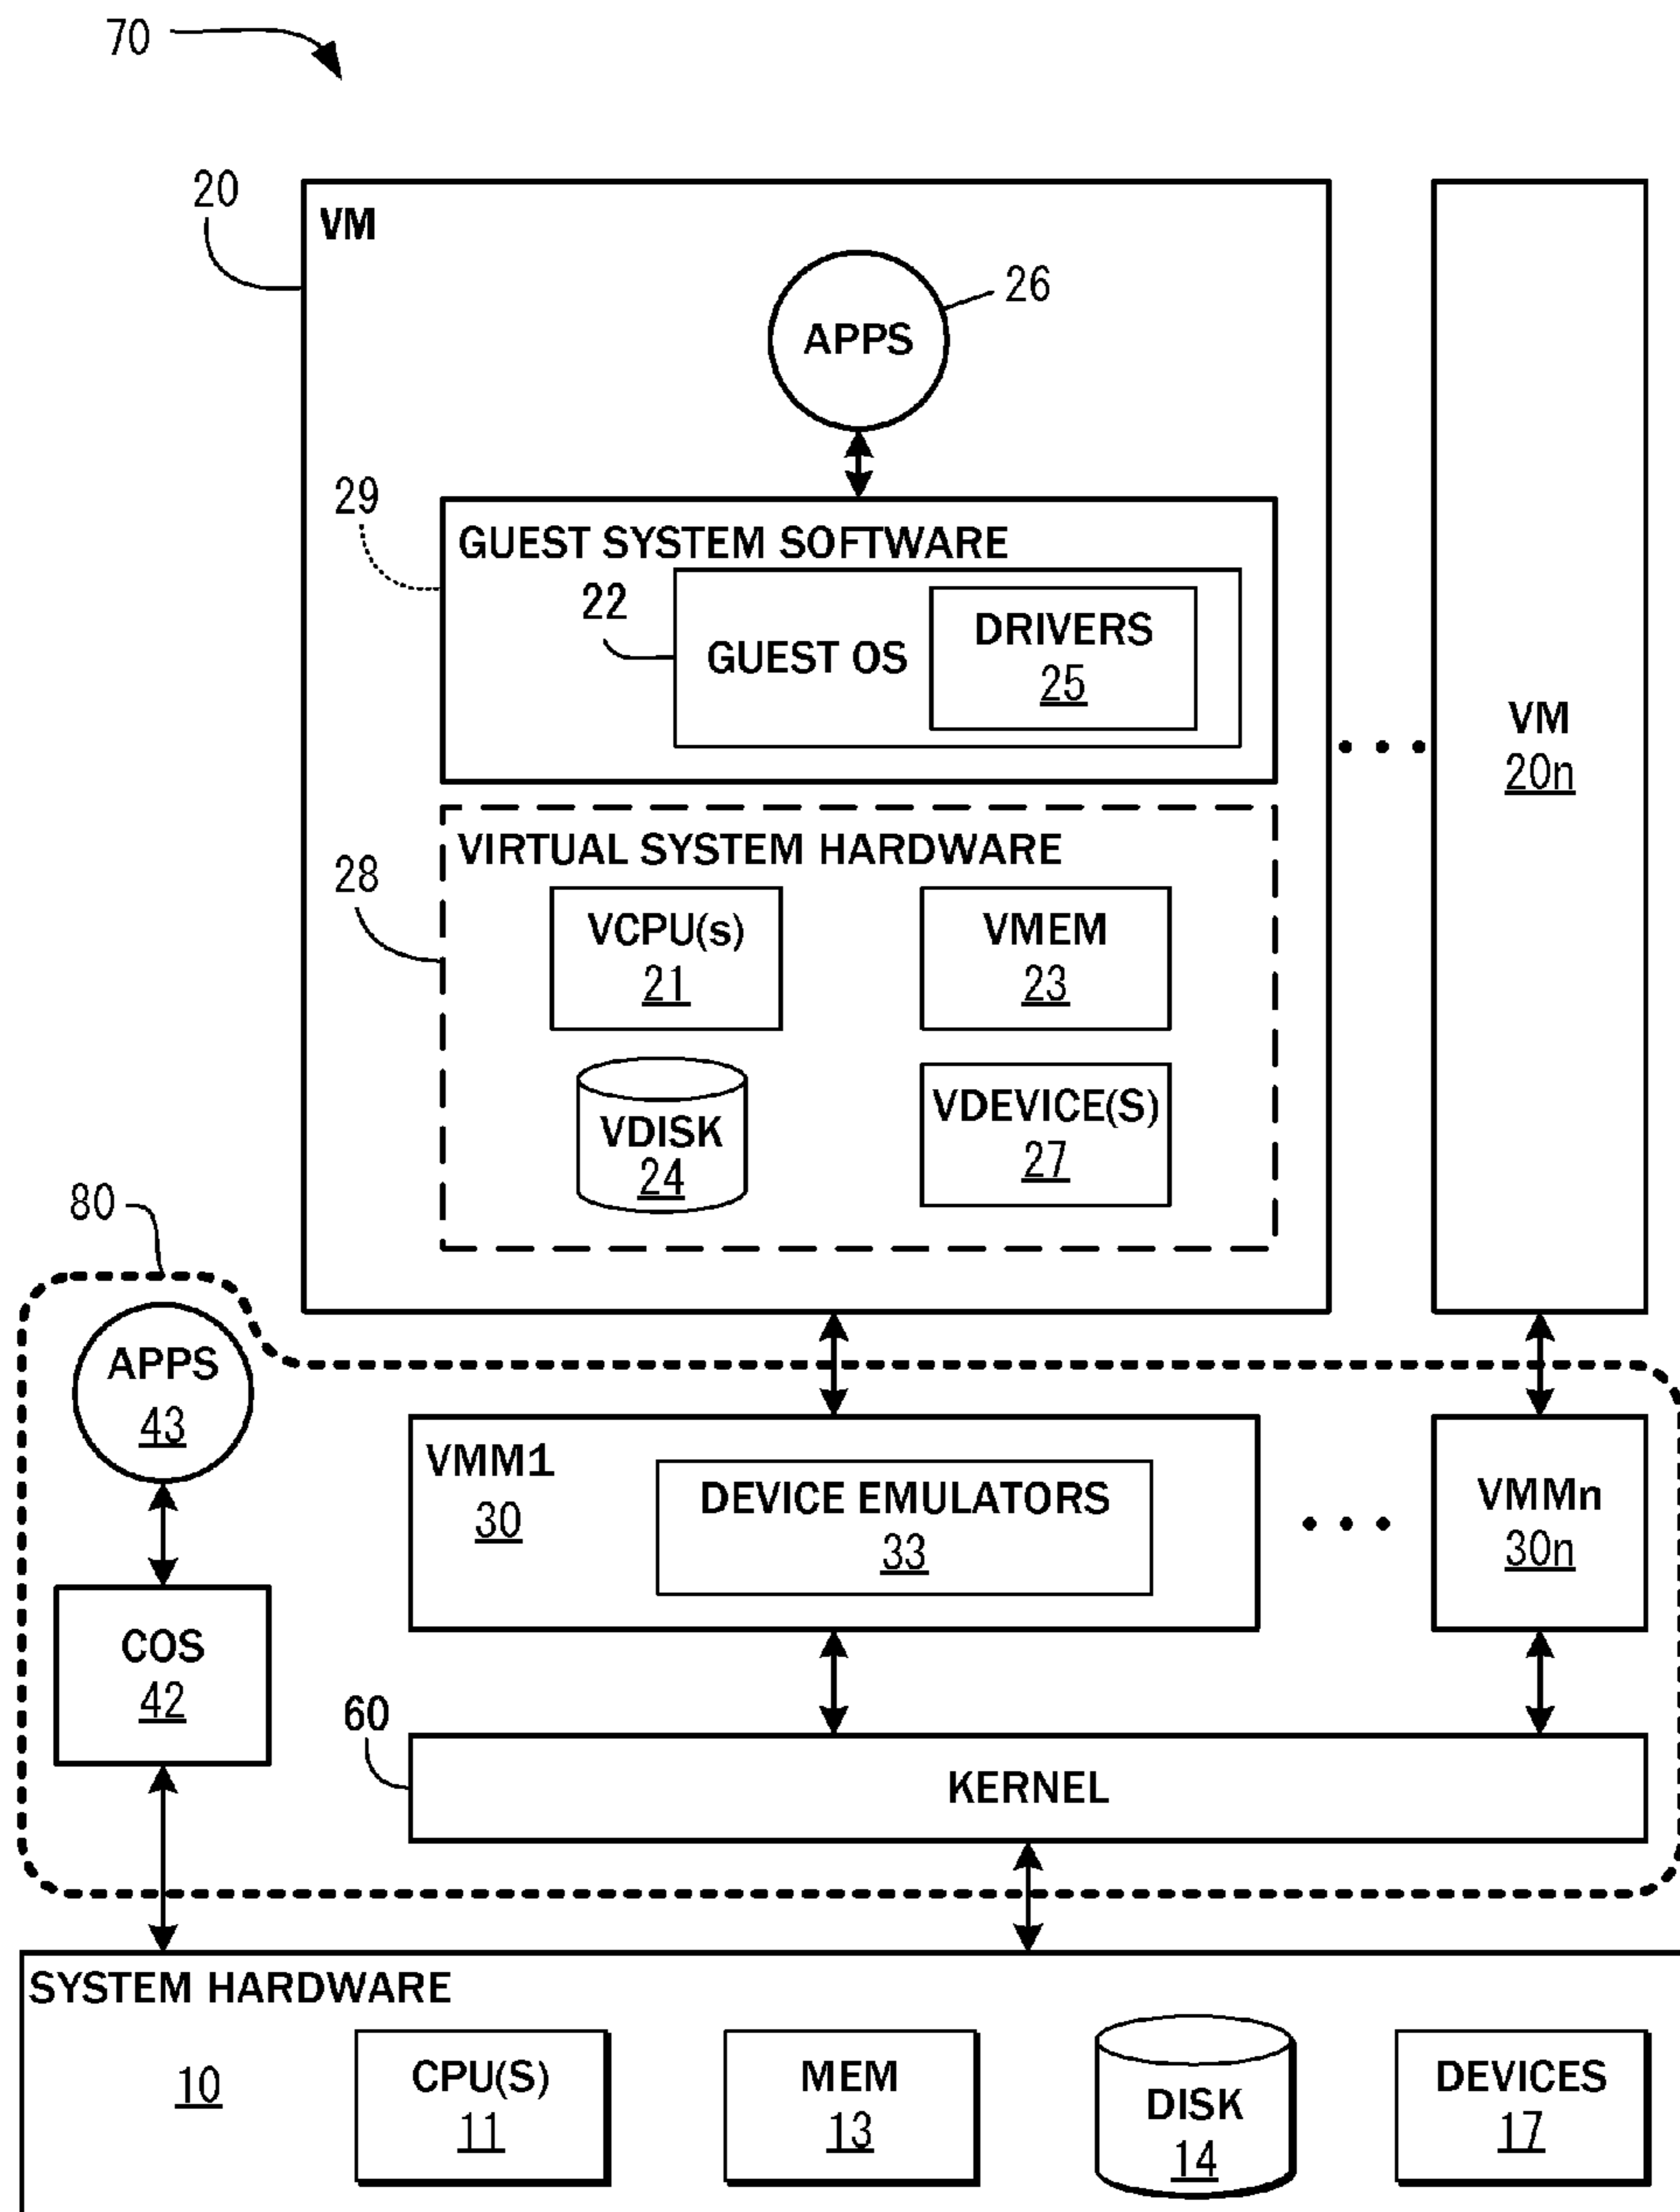 70
20
VM
26
APPS
29
GUEST SYSTEM SOFTWARE
22
GUEST OS
DRIVERS
25
VM
20n
28
VIRTUAL SYSTEM HARDWARE
VCPU(s)
21
VMEM
23
VDISK
24
VDEVICE(S)
27
80
APPS
43
VMM1
30
DEVICE EMULATORS
33
VMMn
30n
COS
42
60
KERNEL
SYSTEM HARDWARE
10
CPU(S)
11
MEM
13
DISK
14
DEVICES
17